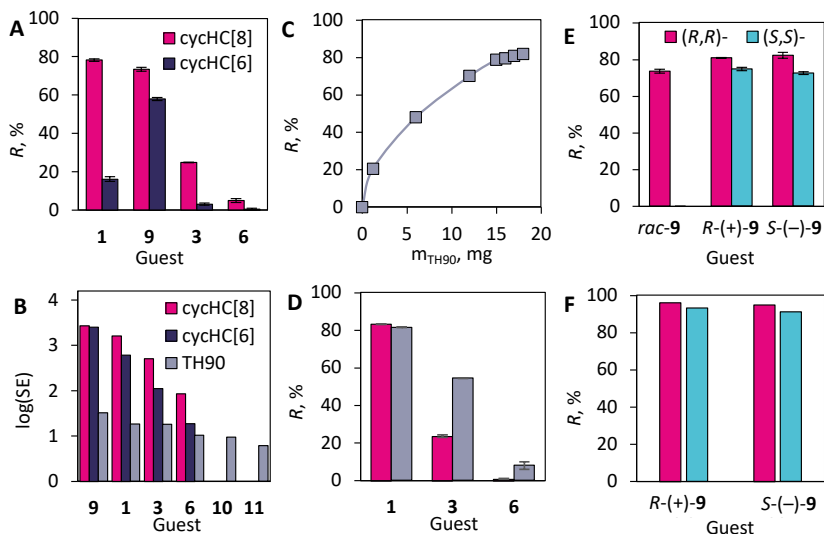 A
R, %
100
80
60
40
20
0
cycHC[8]
cycHC[6]
1 9 3 6
Guest
C
R, %
100
80
60
40
20
0
0 5 10 15 20
mTH90, mg
E
R, %
100
80
60
40
20
0
(R,R)- (S,S)-
rac-9 R-(+)-9 S-(–)-9
Guest
B
log(SE)
4
3
2
1
0
cycHC[8]
cycHC[6]
TH90
9 1 3 6 10 11
Guest
D
R, %
100
80
60
40
20
0
1 3 6
Guest
F
R, %
100
80
60
40
20
0
R-(+)-9 S-(–)-9
Guest